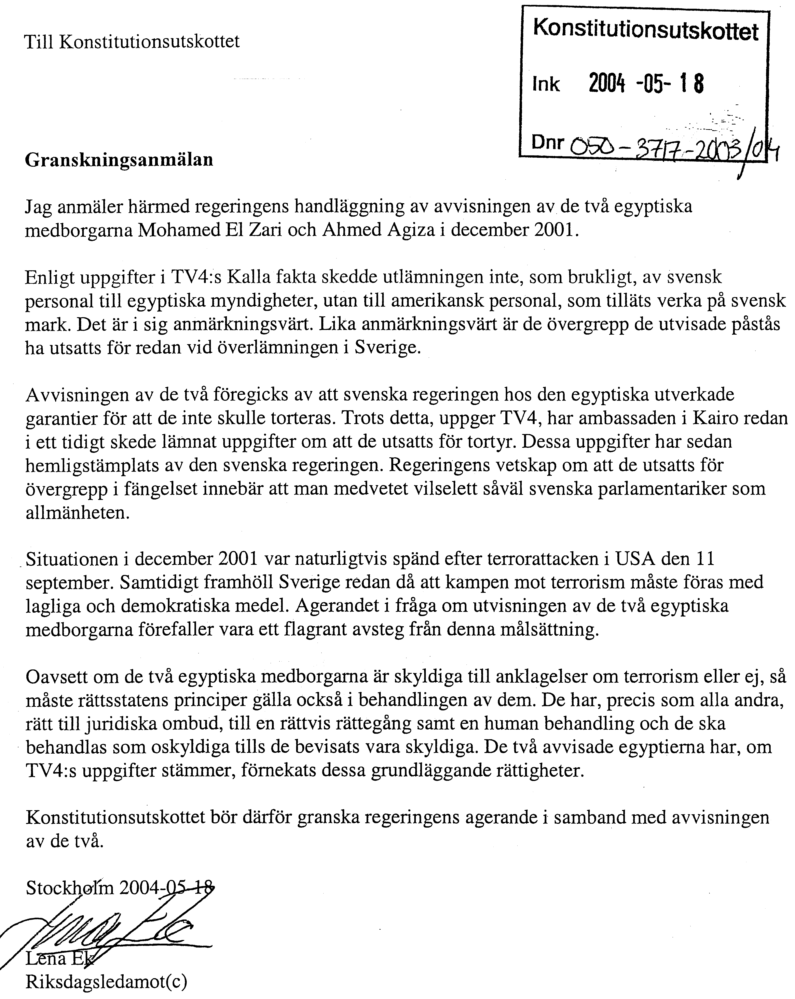 Till Konstitutionsutskottet
Konstitutionsutskottet
Ink 2004 -05- 18
Dnr 050-3717-2003/04
Granskningsanmälan
Jag anmäler härmed regeringens handläggning av avvisningen av de två egyptiska
medborgarna Mohamed El Zari och Ahmed Agiza i december 2001.
Enligt uppgifter i TV4:s Kalla fakta skedde utlämningen inte, som brukligt, av svensk
personal till egyptiska myndigheter, utan till amerikansk personal, som tilläts verka på svensk
mark. Det är i sig anmärkningsvärt. Lika anmärkningsvärt är de övergrepp de utvisade påstås
ha utsatts för redan vid överlämningen i Sverige.
Avvisningen av de två föregicks av att svenska regeringen hos den egyptiska utverkade
garantier för att de inte skulle torteras. Trots detta, uppger TV4, har ambassaden i Kairo redan
i ett tidigt skede lämnat uppgifter om att de utsatts för tortyr. Dessa uppgifter har sedan
hemligstämplats av den svenska regeringen. Regeringens vetskap om att de utsatts för
övergrepp i fängelset innebär att man medvetet vilselett såväl svenska parlamentariker som
allmänheten.
Situationen i december 2001 var naturligtvis spänd efter terrorattacken i USA den 11
september. Samtidigt framhöll Sverige redan då att kampen mot terrorism måste föras med
lagliga och demokratiska medel. Agerandet i fråga om utvisningen av de två egyptiska
medborgarna förefaller vara ett flagrant avsteg från denna målsättning.
Oavsett om de två egyptiska medborgarna är skyldiga till anklagelser om terrorism eller ej, så
måste rättsstatens principer gälla också i behandlingen av dem. De har, precis som alla andra,
rätt till juridiska ombud, till en rättvis rättegång samt en human behandling och de ska
behandlas som oskyldiga tills de bevisats vara skyldiga. De två avvisade egyptierna har, om
TV4:s uppgifter stämmer, förnekats dessa grundläggande rättigheter.
Konstitutionsutskottet bör därför granska regeringens agerande i samband med avvisningen
av de två.
Stockholm 2004-05-18
Lena Ek
Lena Ek
Riksdagsledamot(c)